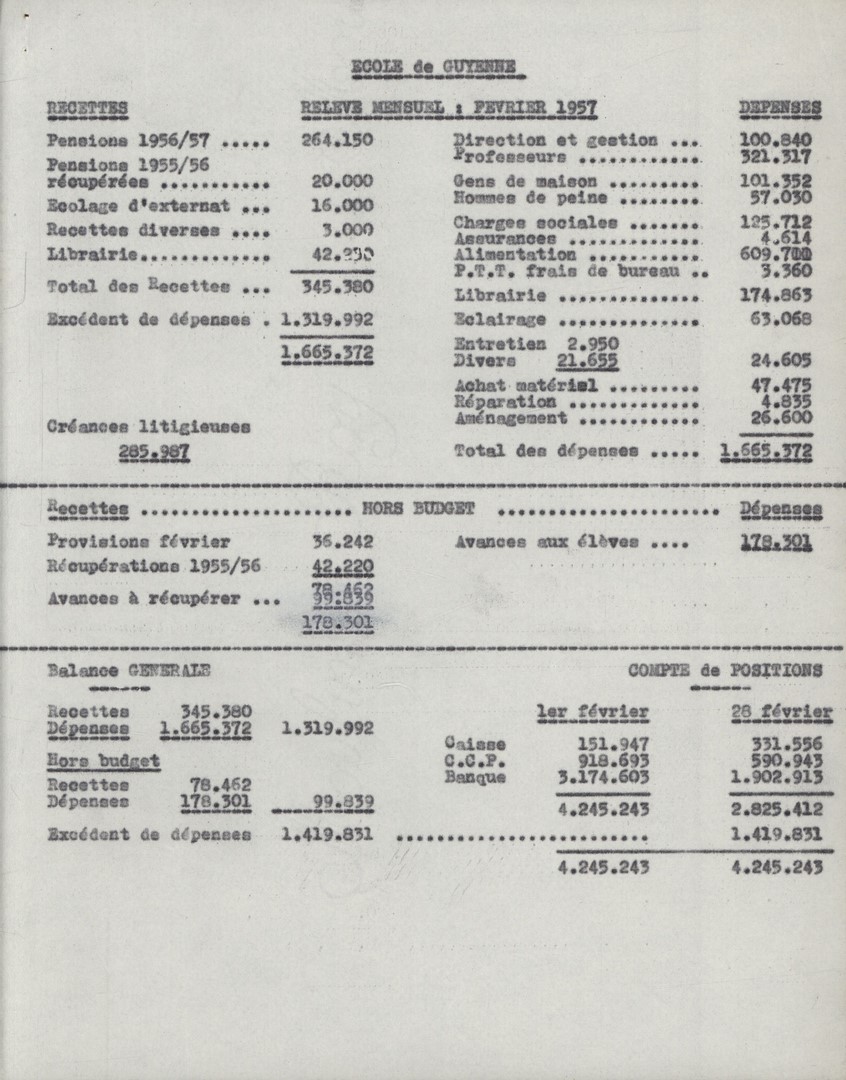 ECOLE de GUYENNE
RECETTES RELEVE MENSUEL : FEVRIER 1957 DEPENSES
Pensions 1956/57 ..... 264.150
Pensions 1955/56
récupérées ........... 20.000
Ecolage d'externat ... 16.000
Recettes diverses .... 3.000
Librairie............. 42.230
Total des Recettes ... 345.380
Excédent de dépenses . 1.319.992
1.665.372
Créances litigieuses
285.987
Direction et gestion ... 100.840
Professeurs ............ 321.317
Gens de maison ......... 101.352
Hommes de peine ........ 57.030
Charges sociales ....... 125.712
Assurances ............. 4.614
Alimentation ........... 609.701
P.T.T. frais de bureau .. 3.360
Librairie .............. 174.863
Eclairage .............. 63.068
Entretien 2.950
Divers 21.655 24.605
Achat matériel ......... 47.475
Réparation ............. 4.835
Aménagement ............ 26.600
Total des dépenses ..... 1.665.372
Recettes ..................... HORS BUDGET ...................... Dépenses
Provisions février 36.242
Récupérations 1955/56 42.220
78.462
Avances à récupérer ... 99.839
178.301
Avances aux élèves .... 178.301
Balance GENERALE
Recettes 345.380
Dépenses 1.665.372 1.319.992
Hors budget
Recettes 78.462
Dépenses 178.301 99.839
Excédent de dépenses 1.419.831 ......................... 1.419.831
COMPTE de POSITIONS
1er février 28 février
Caisse 151.947 331.556
C.C.P. 918.693 590.943
Banque 3.174.603 1.902.913
4.245.243 2.825.412
4.245.243 4.245.243